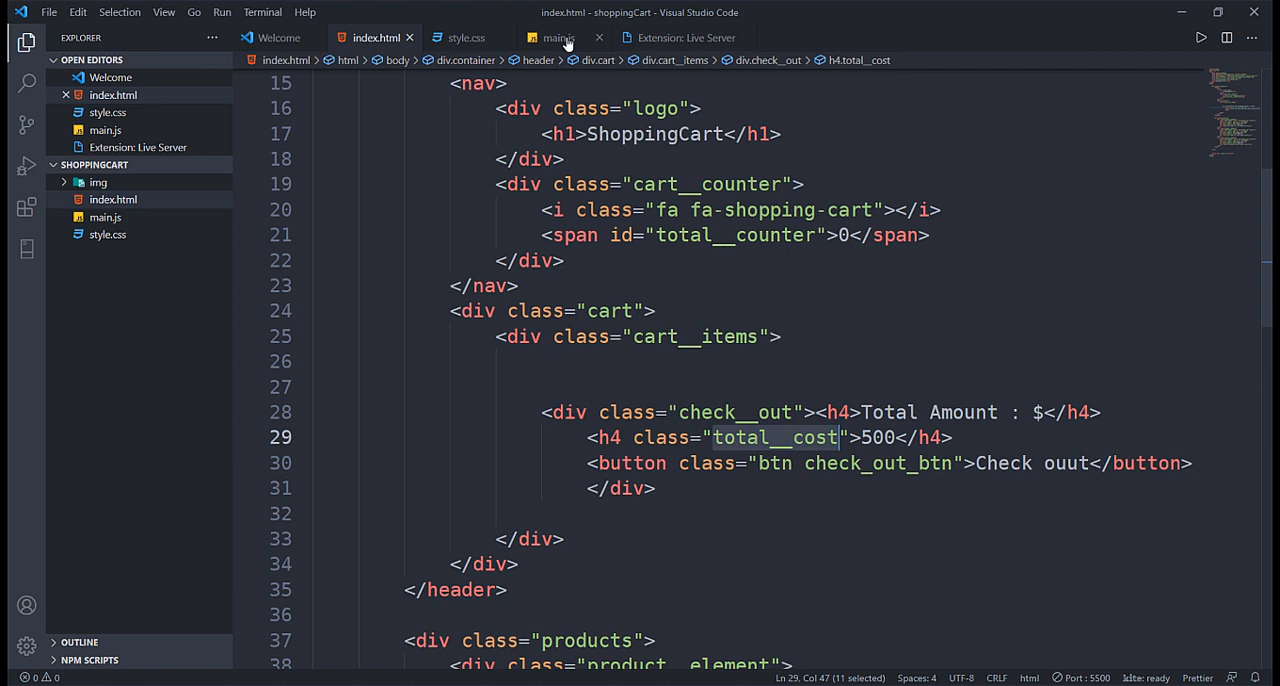 File Edit Selection View Go Run Terminal Help index.html - shoppingCart - Visual Studio Code
EXPLORER
Welcome index.html style.css main.js Extension: Live Server
OPEN EDITORS
index.html > html > body > div.container > header > div.cart > div.cart__items > div.check__out > h4.total__cost
Welcome
index.html
style.css
main.js
Extension: Live Server
SHOPPINGCART
img
index.html
main.js
style.css
15 <nav>
16 <div class="logo">
17 <h1>ShoppingCart</h1>
18 </div>
19 <div class="cart__counter">
20 <i class="fa fa-shopping-cart"></i>
21 <span id="total__counter">0</span>
22 </div>
23 </nav>
24 <div class="cart">
25 <div class="cart__items">
26
27
28 <div class="check__out"><h4>Total Amount : $</h4>
29 <h4 class="total__cost">500</h4>
30 <button class="btn check_out_btn">Check ouut</button>
31 </div>
32
33 </div>
34 </div>
35 </header>
36
37 <div class="products">
38 <div class="product__element">
OUTLINE
NPM SCRIPTS
0 0 Ln 29, Col 47 (11 selected) Spaces: 4 UTF-8 CRLF html Port : 5500 kite: ready Prettier